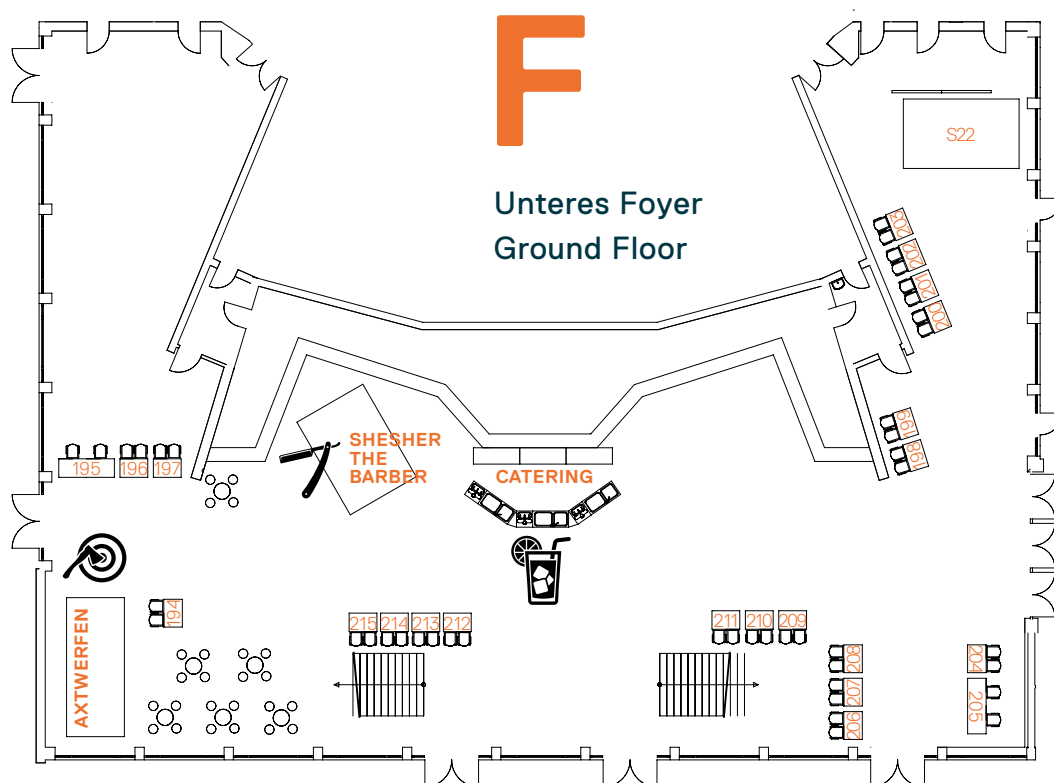 F
Unteres Foyer
Ground Floor
S22
203
202
201
200
199
198
195
196
197
SHESHER
THE
BARBER
CATERING
AXTWERFEN
194
215
214
213
212
211
210
209
208
207
206
204
205